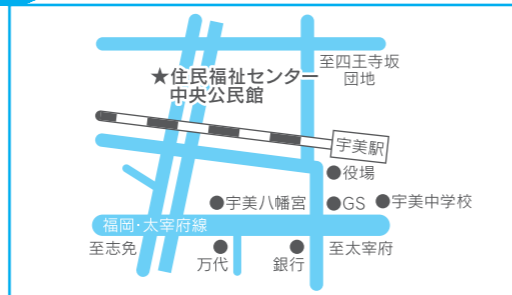 至四王寺坂
団地
★住民福祉センター
中央公民館
宇美駅
●役場
●宇美八幡宮
●GS
●宇美中学校
福岡・太宰府線
至志免
万代
銀行
至太宰府